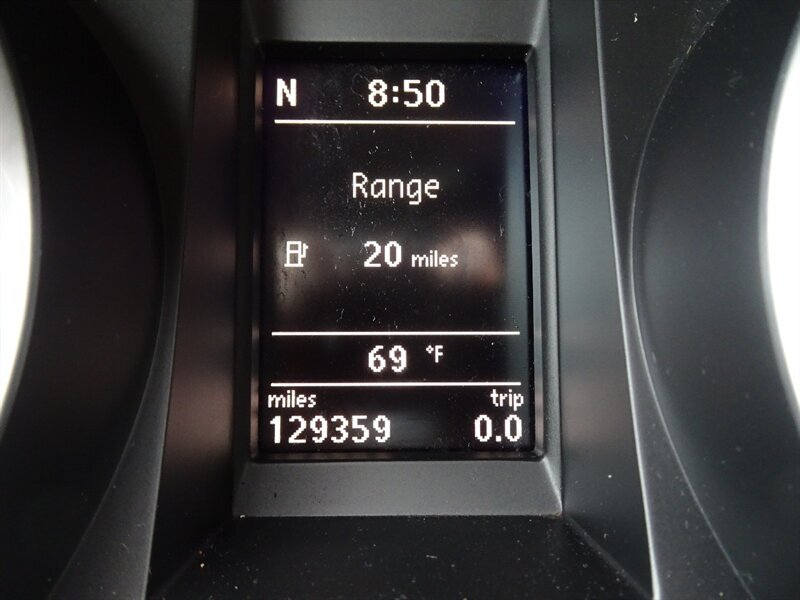 N 8:50
Range
20 miles
69 °F
miles trip
129359 0.0